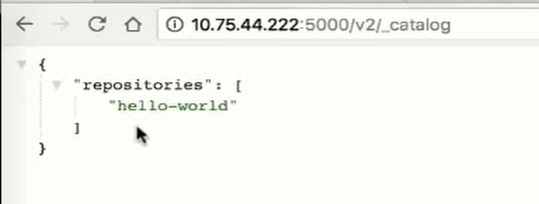 10.75.44.222:5000/v2/_catalog
{
"repositories": [
"hello-world"
]
}